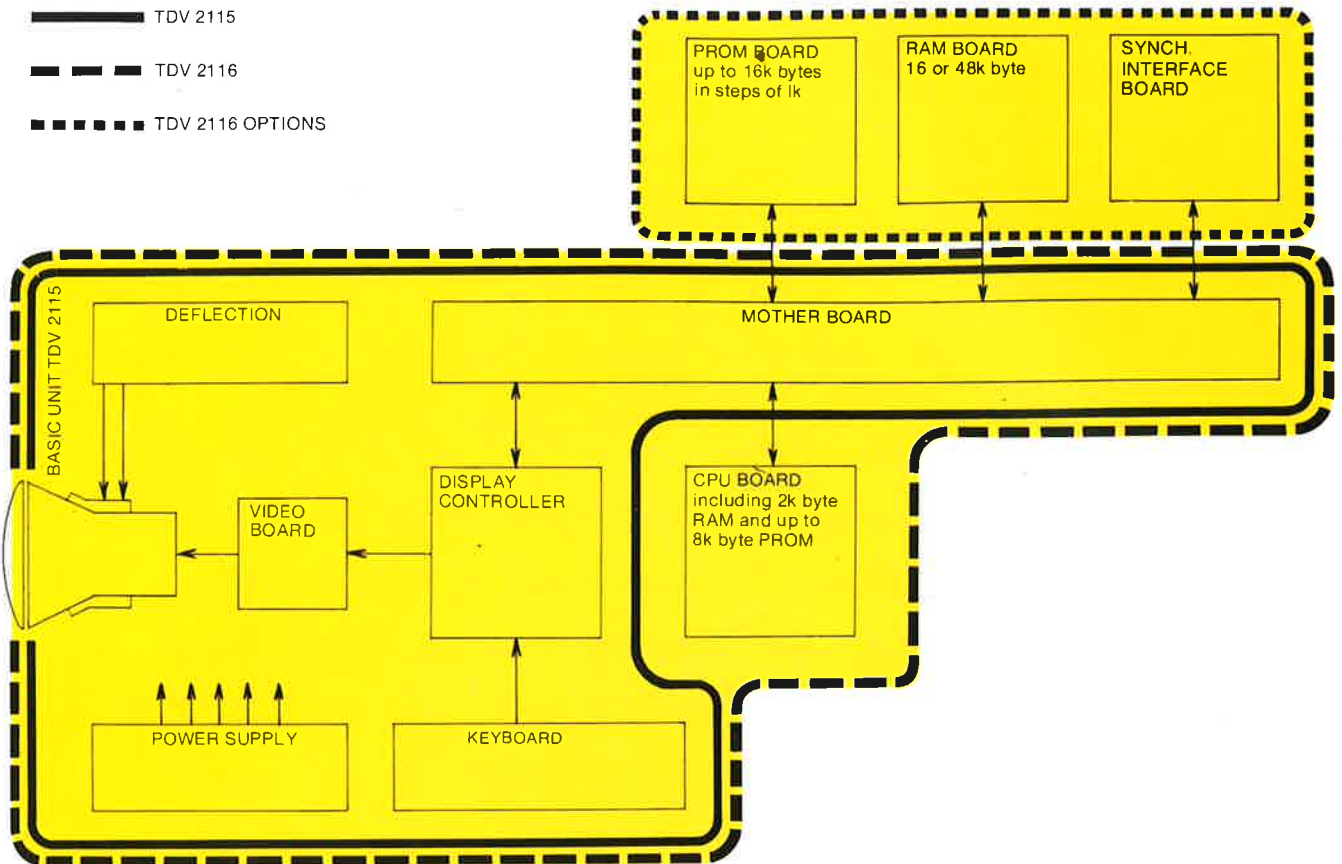 TDV 2115
TDV 2116
TDV 2116 OPTIONS
PROM BOARD
up to 16k bytes
in steps of lk
RAM BOARD
16 or 48k byte
SYNCH.
INTERFACE
BOARD
BASIC UNIT TDV 2115
DEFLECTION
MOTHER BOARD
VIDEO
BOARD
DISPLAY
CONTROLLER
CPU BOARD
including 2k byte
RAM and up to
8k byte PROM
POWER SUPPLY
KEYBOARD